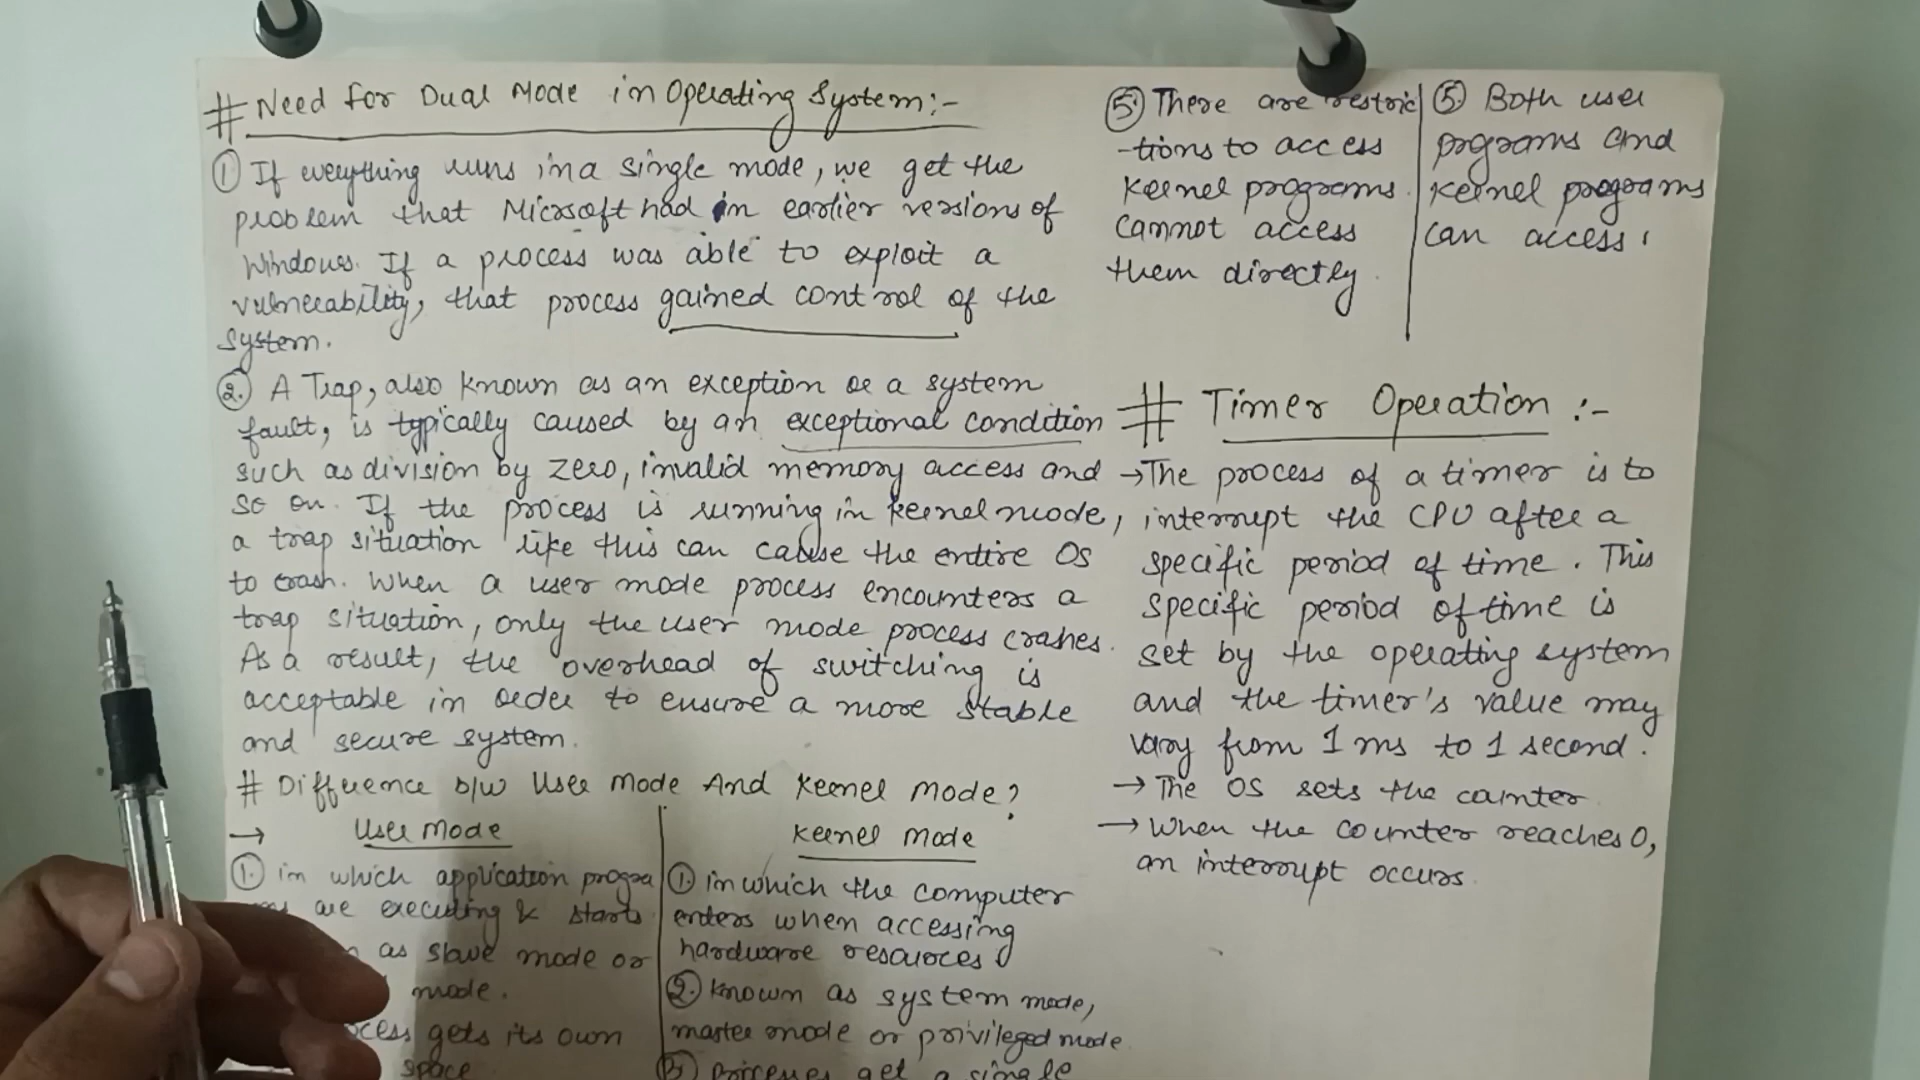 # Need for Dual Mode in Operating System:-
① If everything runs in a single mode, we get the
problem that Microsoft had in earlier versions of
Windows. If a process was able to exploit a
vulnerability, that process gained control of the
system.
②. A Trap, also known as an exception or a system
fault, is typically caused by an exceptional condition
such as division by zero, invalid memory access and
so on. If the process is running in kernel mode,
a trap situation like this can cause the entire OS
to crash. When a user mode process encounters a
trap situation, only the user mode process crashes.
As a result, the overhead of switching is
acceptable in order to ensure a more stable
and secure system.
# Difference b/w User Mode And Kernel Mode?
→ User Mode
①. in which application progra
are executing & starts
as slave mode or
mode.
gets its own
space
Kernel Mode
① in which the computer
enters when accessing
hardware resources
②. Known as system mode,
master mode or privileged mode
③ processes get a single
⑤ There are restric
-tions to access
Kernel programs.
Cannot access
them directly.
⑤. Both user
programs and
Kernel programs
can access.
# Timer Operation :-
→ The process of a timer is to
interrupt the CPU after a
specific period of time. This
specific period of time is
set by the operating system
and the timer's value may
vary from 1 ms to 1 second.
→ The OS sets the counter
→ When the counter reaches 0,
an interrupt occurs.